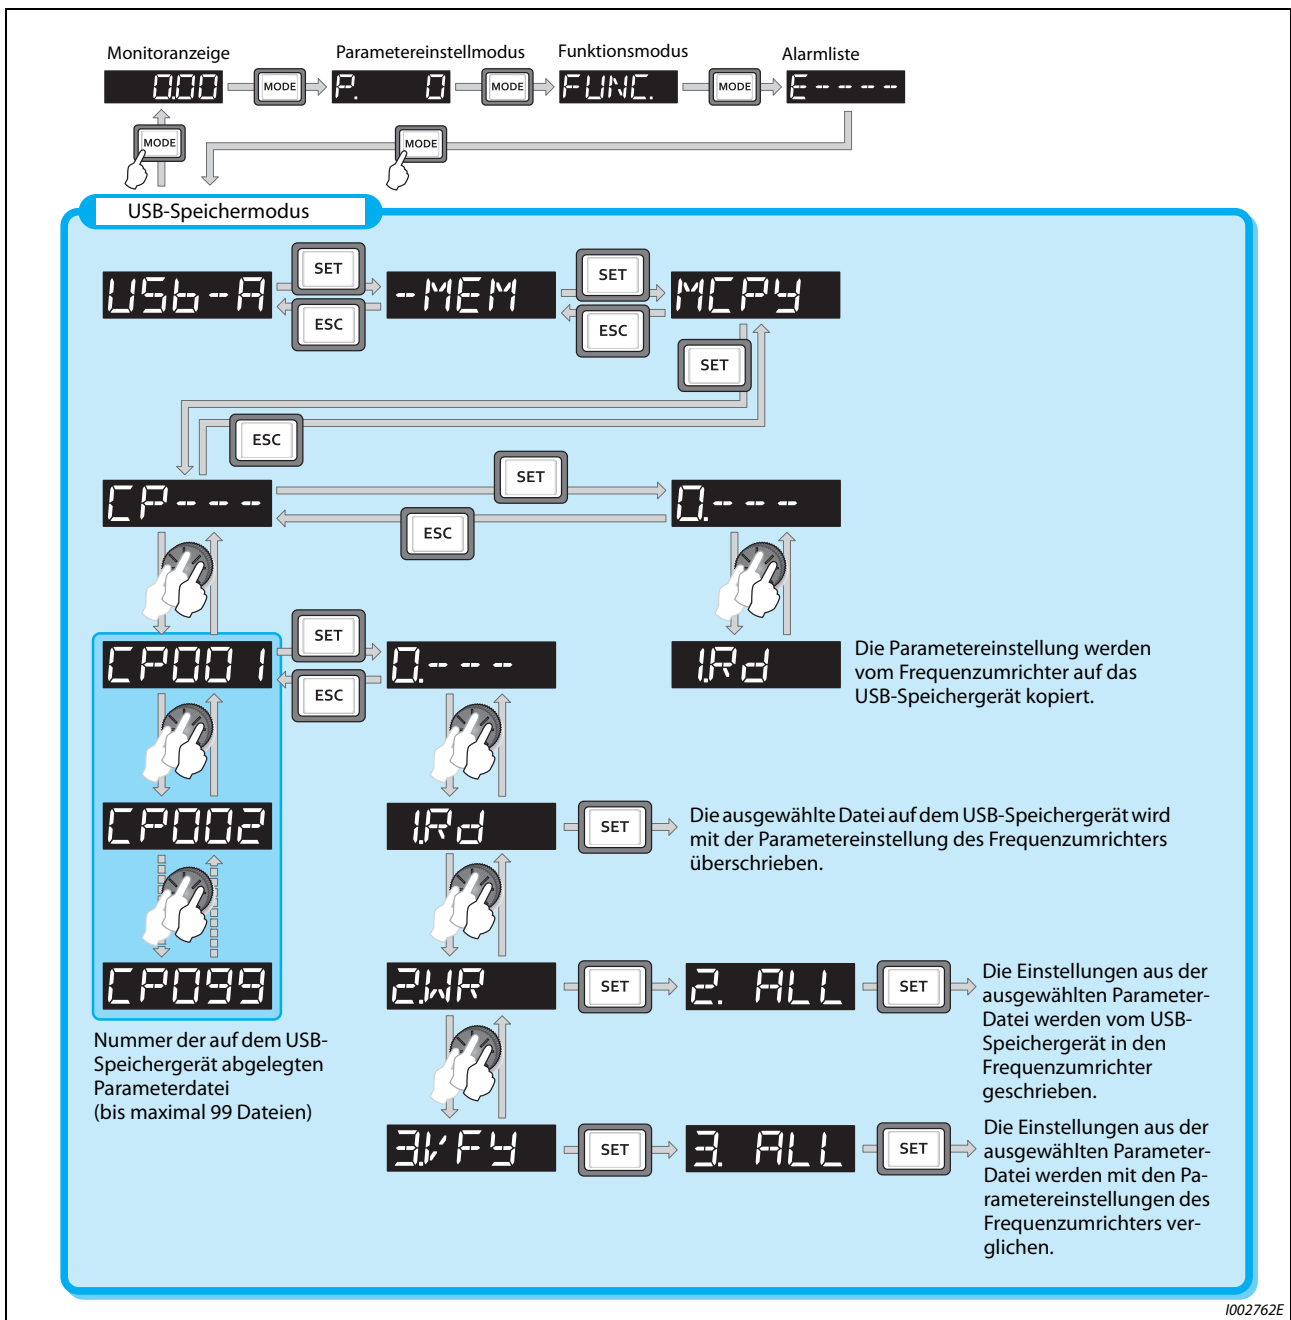 Monitoranzeige
Parametereinstellmodus
Funktionsmodus
Alarmliste
0.00
MODE
P. 0
MODE
FUNC.
MODE
E-----
MODE
MODE
USB-Speichermodus
USb-A
SET
ESC
-MEM
SET
ESC
MCPY
SET
ESC
CP---
SET
ESC
0.---
CP001
SET
ESC
0.---
1.Rd
Die Parametereinstellung werden
vom Frequenzumrichter auf das
USB-Speichergerät kopiert.
CP002
1.Rd
SET
Die ausgewählte Datei auf dem USB-Speichergerät wird
mit der Parametereinstellung des Frequenzumrichters
überschrieben.
CP099
2.WR
SET
2. ALL
SET
Die Einstellungen aus der
ausgewählten Parameter-
Datei werden vom USB-
Speichergerät in den
Frequenzumrichter
geschrieben.
Nummer der auf dem USB-
Speichergerät abgelegten
Parameterdatei
(bis maximal 99 Dateien)
3.VFY
SET
3. ALL
SET
Die Einstellungen aus der
ausgewählten Parameter-
Datei werden mit den Pa-
rametereinstellungen des
Frequenzumrichters ver-
glichen.
I002762E